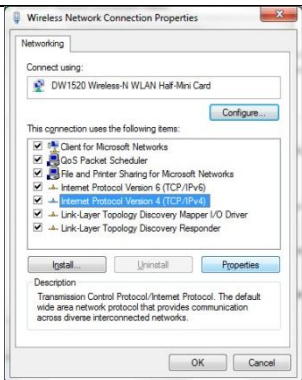 Wireless Network Connection Properties
Networking
Connect using:
DW1520 Wireless-N WLAN Half-Mini Card
Configure...
This connection uses the following items:
Client for Microsoft Networks
QoS Packet Scheduler
File and Printer Sharing for Microsoft Networks
Internet Protocol Version 6 (TCP/IPv6)
Internet Protocol Version 4 (TCP/IPv4)
Link-Layer Topology Discovery Mapper I/O Driver
Link-Layer Topology Discovery Responder
Install... Uninstall Properties
Description
Transmission Control Protocol/Internet Protocol. The default
wide area network protocol that provides communication
across diverse interconnected networks.
OK Cancel